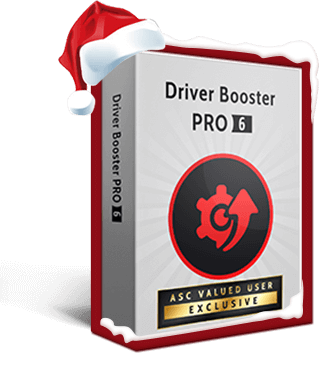 Driver Booster
PRO 6
Driver Booster PRO 6
ASC VALUED USER
EXCLUSIVE